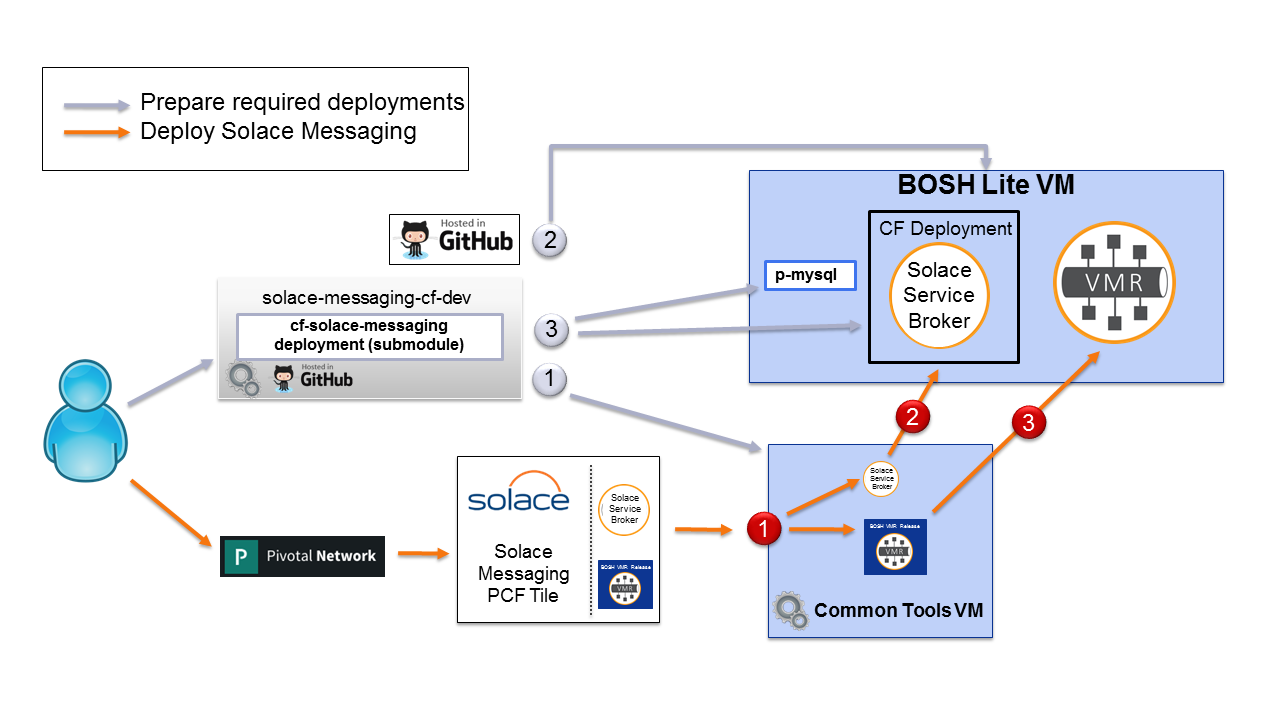 Prepare required deployments
Deploy Solace Messaging
BOSH Lite VM
Hosted in
GitHub
2
CF Deployment
Solace
Service
Broker
VMR
p-mysql
solace-messaging-cf-dev
cf-solace-messaging
deployment (submodule)
Hosted in
GitHub
3
1
2
3
solace
Solace
Messaging
PCF Tile
Solace
Service
Broker
BOSH VMR Release
VMR
P
Pivotal Network
1
Solace
Service
Broker
BOSH VMR Release
VMR
Common Tools VM